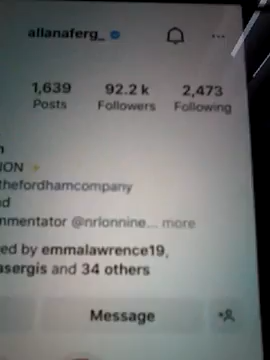 allanaferg_
1,639 92.2 k 2,473
Posts Followers Following
ION
thefordhamcompany
d
nmentator @nrlonnine... more
ed by emmalawrence19,
asergis and 34 others
Message